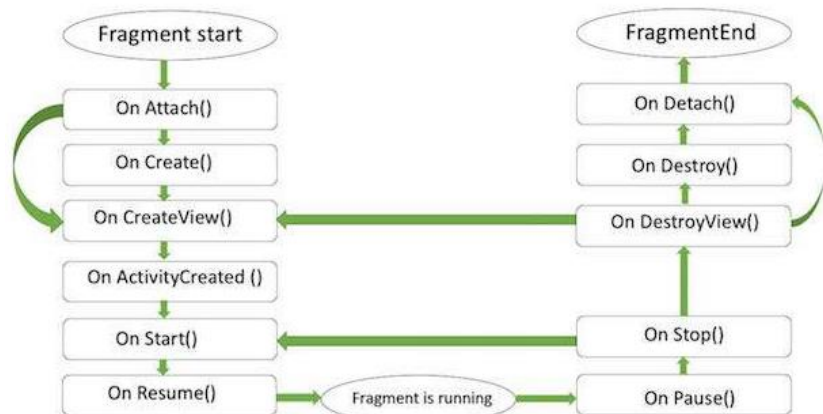 Fragment start
On Attach()
On Create()
On CreateView()
On ActivityCreated ()
On Start()
On Resume()
Fragment is running
FragmentEnd
On Detach()
On Destroy()
On DestroyView()
On Stop()
On Pause()